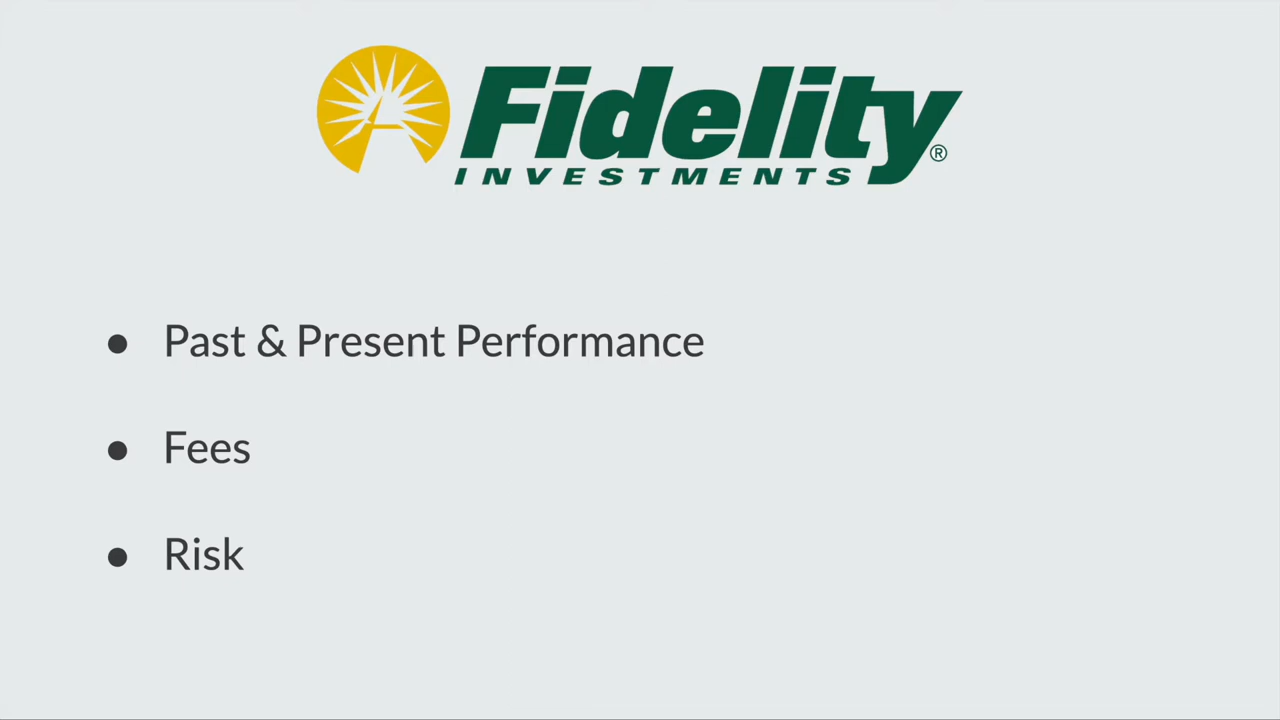 Fidelity
INVESTMENTS®
● Past & Present Performance
● Fees
● Risk